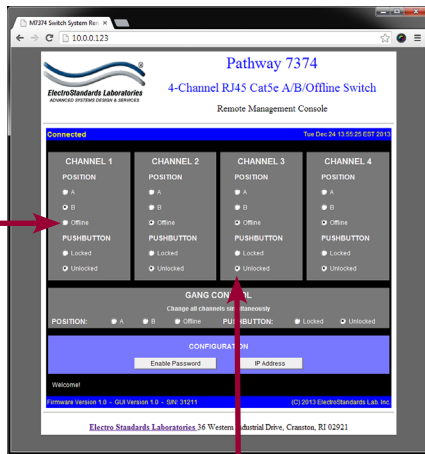 M7374 Switch System Rem
10.0.0.123
Pathway 7374
4-Channel RJ45 Cat5e A/B/Offline Switch
Remote Management Console
ElectroStandards Laboratories
ADVANCED SYSTEMS DESIGN & SERVICES
Connected Tue Dec 24 13:55:25 EST 2013
CHANNEL 1 CHANNEL 2 CHANNEL 3 CHANNEL 4
POSITION POSITION POSITION POSITION
A A A A
B B B B
Offline Offline Offline Offline
PUSHBUTTON PUSHBUTTON PUSHBUTTON PUSHBUTTON
Locked Locked Locked Locked
Unlocked Unlocked Unlocked Unlocked
GANG CONTROL
Change all channels simultaneously
POSITION: A B Offline PUSHBUTTON: Locked Unlocked
CONFIGURATION
Enable Password IP Address
Welcome!
Firmware Version 1.0 - GUI Version 1.0 - S/N: 31211 (C) 2013 ElectroStandards Lab. Inc.
Electro Standards Laboratories 36 Western Industrial Drive, Cranston, RI 02921